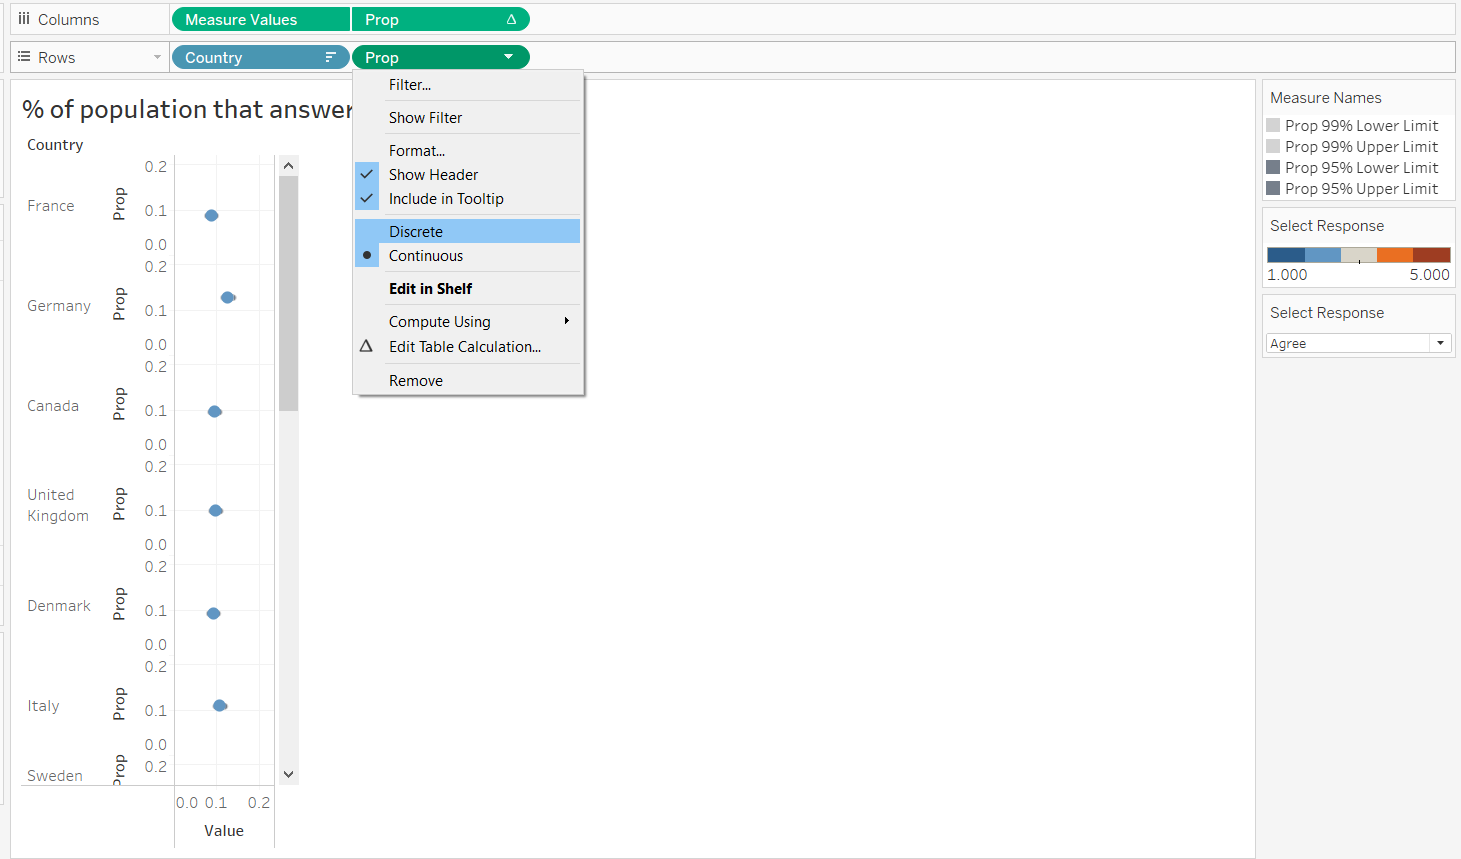 Columns
Measure Values
Prop
Rows
Country
Prop
% of population that answer
Country
France
Prop
0.2
0.1
0.0
Germany
Prop
0.2
0.1
0.0
Canada
Prop
0.2
0.1
0.0
United
Kingdom
Prop
0.2
0.1
0.0
Denmark
Prop
0.2
0.1
0.0
Italy
Prop
0.2
0.1
0.0
Sweden
Prop
0.2
0.0 0.1 0.2
Value
Filter...
Show Filter
Format...
Show Header
Include in Tooltip
Discrete
Continuous
Edit in Shelf
Compute Using
Edit Table Calculation...
Remove
Measure Names
Prop 99% Lower Limit
Prop 99% Upper Limit
Prop 95% Lower Limit
Prop 95% Upper Limit
Select Response
1.000 5.000
Select Response
Agree